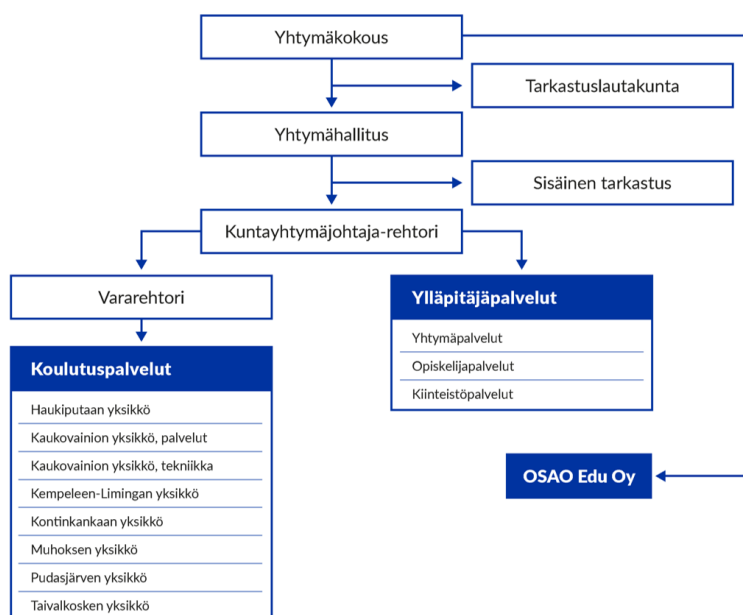 Yhtymäkokous
Tarkastuslautakunta
Yhtymähallitus
Sisäinen tarkastus
Kuntayhtymäjohtaja-rehtori
Vararehtori
Ylläpitäjäpalvelut
Yhtymäpalvelut
Opiskelijapalvelut
Kiinteistöpalvelut
Koulutuspalvelut
Haukiputaan yksikkö
Kaukovainion yksikkö, palvelut
Kaukovainion yksikkö, tekniikka
Kempeleen-Limingan yksikkö
Kontinkankaan yksikkö
Muhoksen yksikkö
Pudasjärven yksikkö
Taivalkosken yksikkö
OSAO Edu Oy